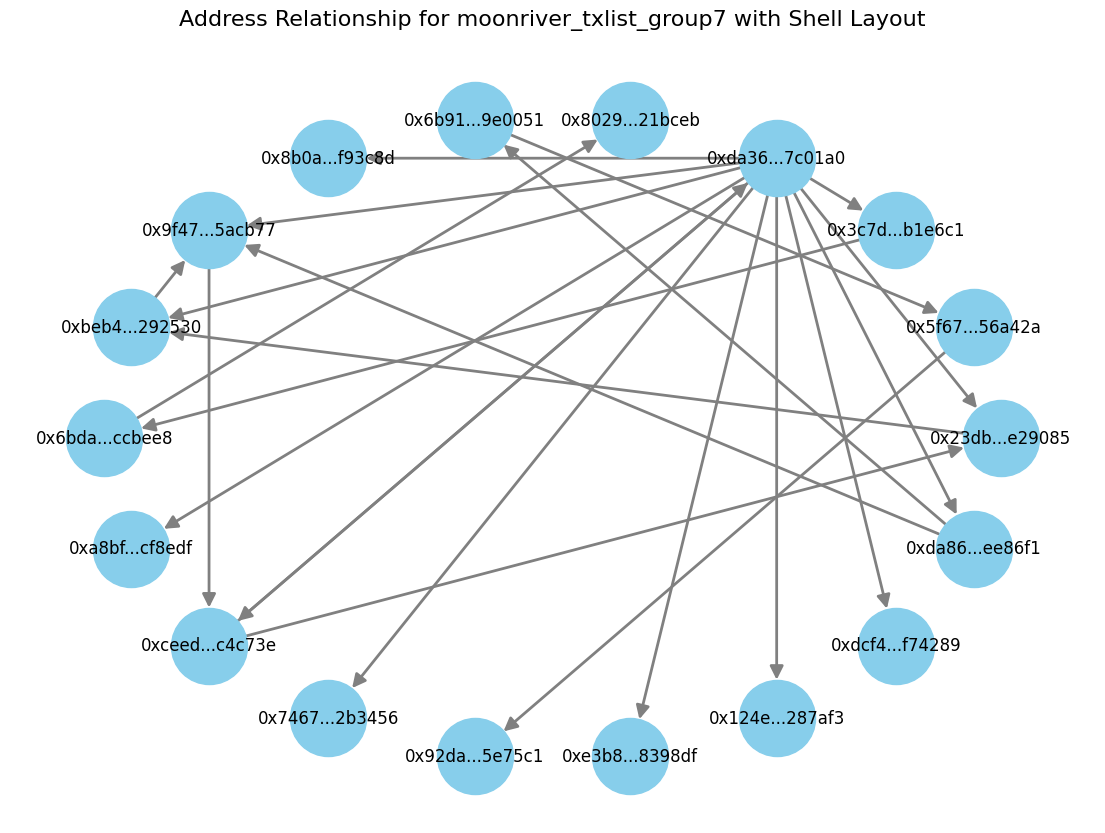 Address Relationship for moonriver_txlist_group7 with Shell Layout
0x6b91...9e0051
0x8029...21bceb
0x8b0a...f93c8d
0xda36...7c01a0
0x9f47...5acb77
0x3c7d...b1e6c1
0xbeb4...292530
0x5f67...56a42a
0x6bda...ccbee8
0x23db...e29085
0xa8bf...cf8edf
0xda86...ee86f1
0xceed...c4c73e
0xdcf4...f74289
0x7467...2b3456
0x124e...287af3
0x92da...5e75c1
0xe3b8...8398df